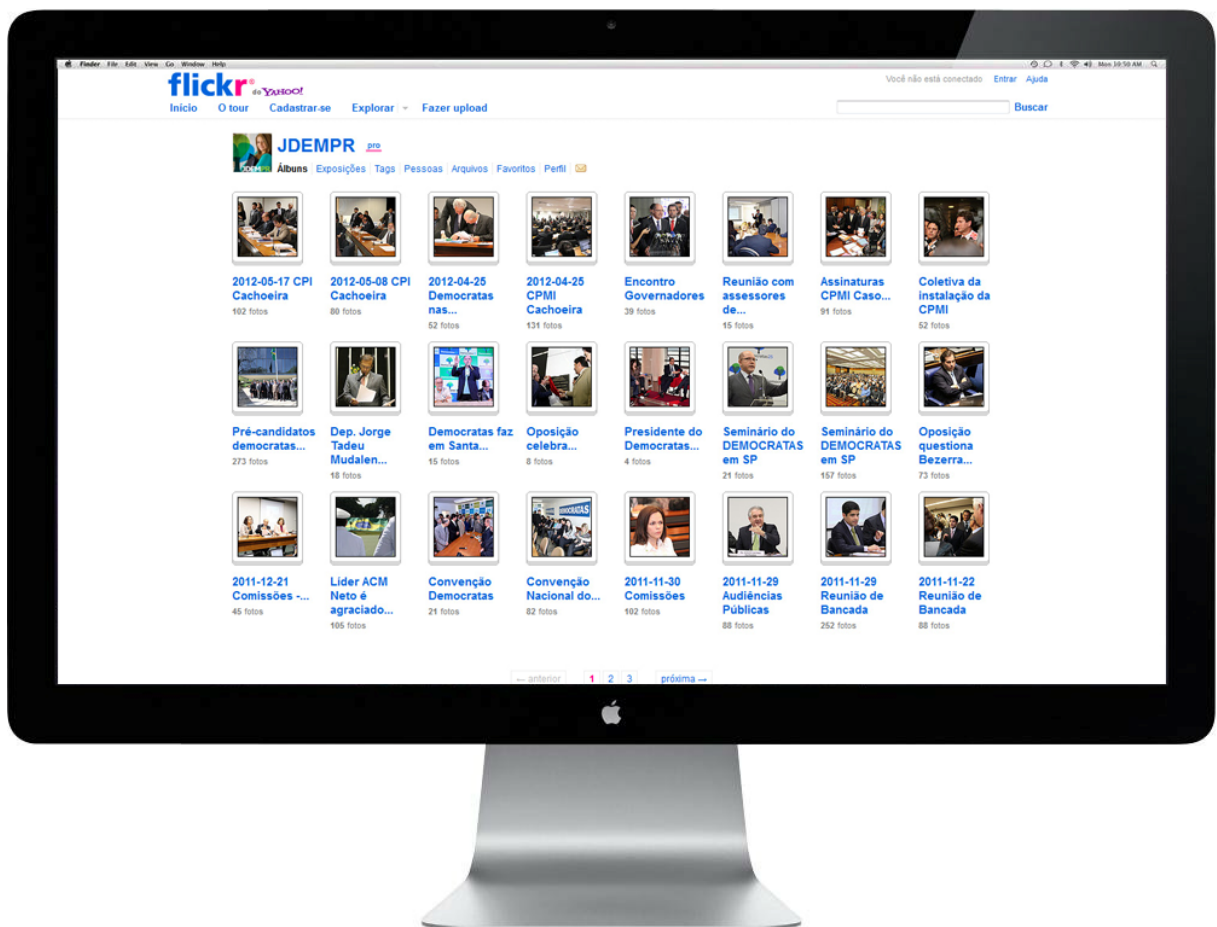 Finder File Edit View Go Window Help
Mon 10:50 AM
flickr de YAHOO!
Você não está conectado Entrar Ajuda
Início O tour Cadastrar-se Explorar Fazer upload
Buscar
JDEMPR pro
Álbuns Exposições Tags Pessoas Arquivos Favoritos Perfil
2012-05-17 CPI
Cachoeira
102 fotos
2012-05-08 CPI
Cachoeira
80 fotos
2012-04-25
Democratas
nas...
52 fotos
2012-04-25
CPMI
Cachoeira
131 fotos
Encontro
Governadores
39 fotos
Reunião com
assessores
de...
15 fotos
Assinaturas
CPMI Caso...
91 fotos
Coletiva da
instalação da
CPMI
52 fotos
Pré-candidatos
democratas...
273 fotos
Dep. Jorge
Tadeu
Mudalen...
18 fotos
Democratas faz
em Santa...
15 fotos
Oposição
celebra...
8 fotos
Presidente do
Democratas...
4 fotos
Seminário do
DEMOCRATAS
em SP
21 fotos
Seminário do
DEMOCRATAS
em SP
157 fotos
Oposição
questiona
Bezerra...
73 fotos
DEMOCRATAS
2011-12-21
Comissões -...
45 fotos
Líder ACM
Neto é
agraciado...
105 fotos
Convenção
Democratas
21 fotos
Convenção
Nacional do...
82 fotos
2011-11-30
Comissões
102 fotos
2011-11-29
Audiências
Públicas
88 fotos
2011-11-29
Reunião de
Bancada
252 fotos
2011-11-22
Reunião de
Bancada
88 fotos
← anterior 1 2 3 próxima →